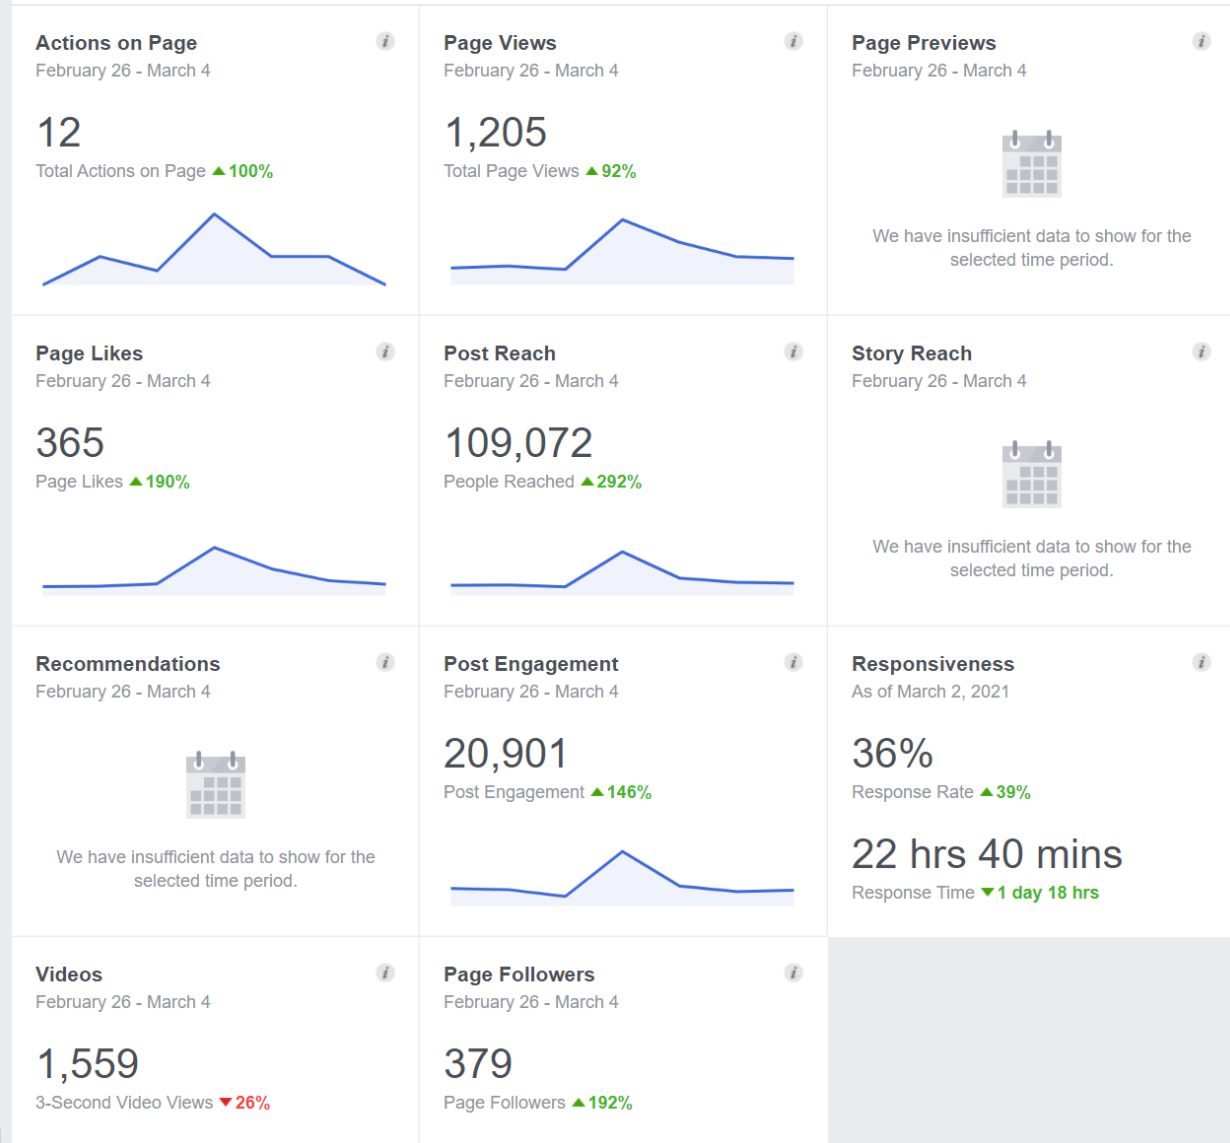 Actions on Page
February 26 - March 4
12
Total Actions on Page ▲ 100%
Page Views
February 26 - March 4
1,205
Total Page Views ▲ 92%
Page Previews
February 26 - March 4
We have insufficient data to show for the
selected time period.
Page Likes
February 26 - March 4
365
Page Likes ▲ 190%
Post Reach
February 26 - March 4
109,072
People Reached ▲ 292%
Story Reach
February 26 - March 4
We have insufficient data to show for the
selected time period.
Recommendations
February 26 - March 4
We have insufficient data to show for the
selected time period.
Post Engagement
February 26 - March 4
20,901
Post Engagement ▲ 146%
Responsiveness
As of March 2, 2021
36%
Response Rate ▲ 39%
22 hrs 40 mins
Response Time ▼ 1 day 18 hrs
Videos
February 26 - March 4
1,559
3-Second Video Views ▼ 26%
Page Followers
February 26 - March 4
379
Page Followers ▲ 192%